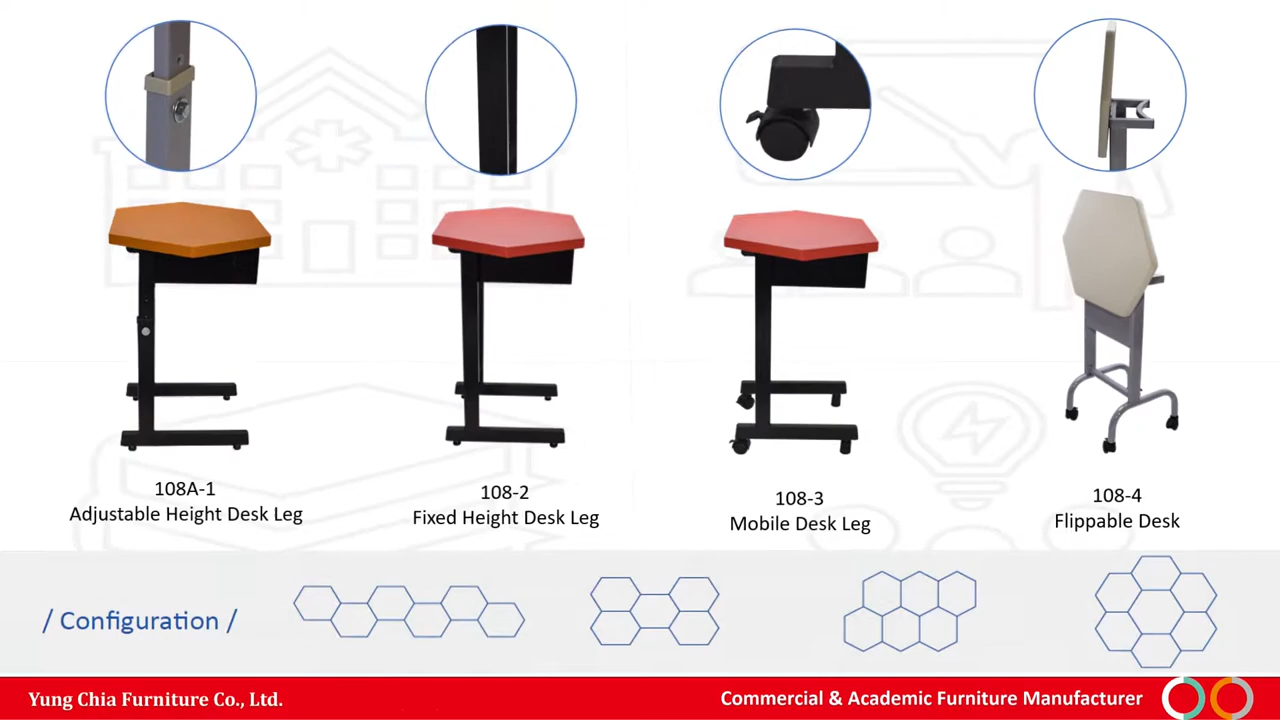 108A-1
Adjustable Height Desk Leg
108-2
Fixed Height Desk Leg
108-3
Mobile Desk Leg
108-4
Flippable Desk
/ Configuration /
Yung Chia Furniture Co., Ltd.
Commercial & Academic Furniture Manufacturer